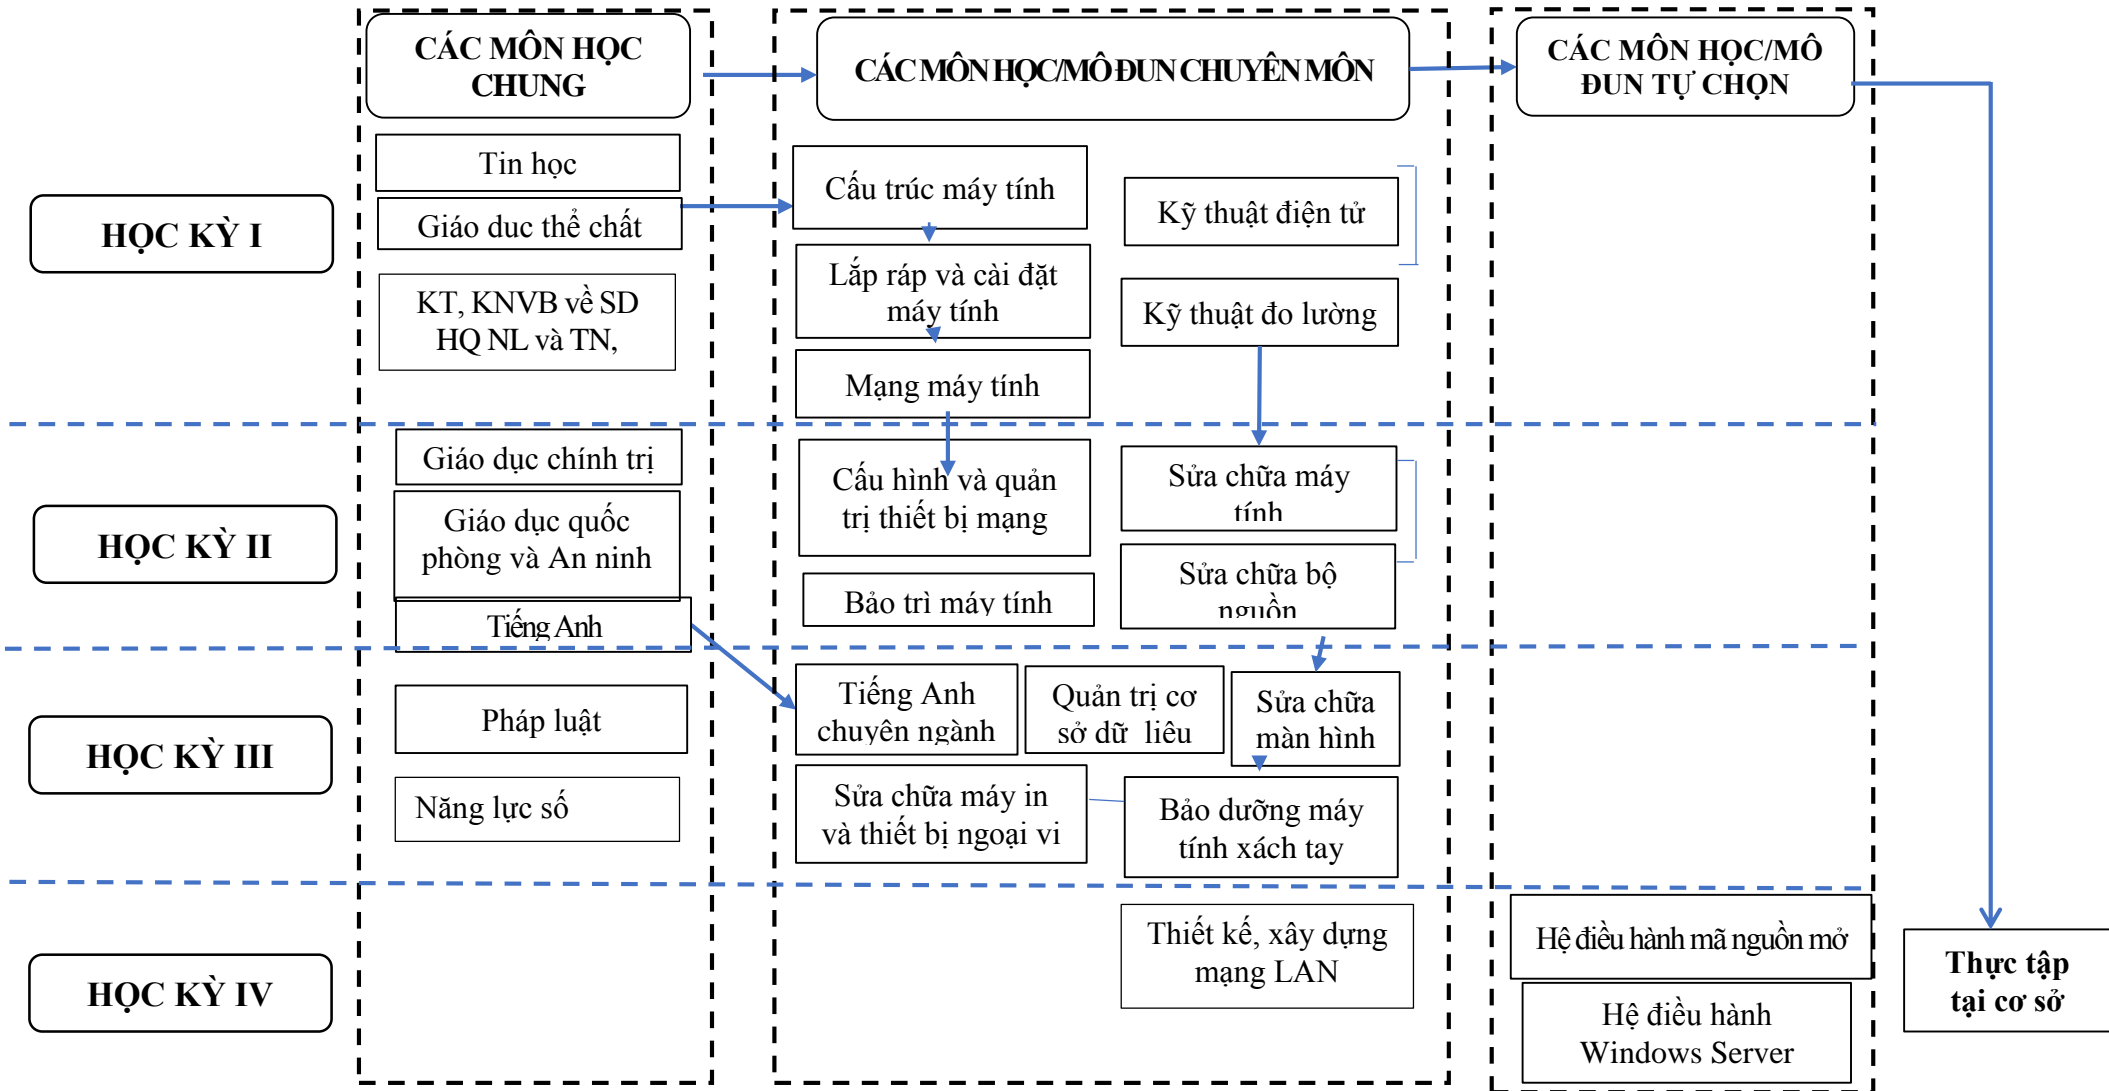 CÁC MÔN HỌC
CHUNG
CÁC MÔN HỌC/MÔ ĐUN CHUYÊN MÔN
CÁC MÔN HỌC/MÔ
ĐUN TỰ CHỌN
HỌC KỲ I
Tin học
Giáo duc thể chất
KT, KNVB về SD
HQ NL và TN,
Cấu trúc máy tính
Lắp ráp và cài đặt
máy tính
Mạng máy tính
Kỹ thuật điện tử
Kỹ thuật đo lường
HỌC KỲ II
Giáo dục chính trị
Giáo dục quốc
phòng và An ninh
Tiếng Anh
Cấu hình và quản
trị thiết bị mạng
Bảo trì máy tính
Sửa chữa máy
tính
Sửa chữa bộ
nguồn
HỌC KỲ III
Pháp luật
Năng lực số
Tiếng Anh
chuyên ngành
Quản trị cơ
sở dữ liêu
Sửa chữa
màn hình
Sửa chữa máy in
và thiết bị ngoại vi
Bảo dưỡng máy
tính xách tay
HỌC KỲ IV
Thiết kế, xây dựng
mạng LAN
Hệ điều hành mã nguồn mở
Hệ điều hành
Windows Server
Thực tập
tại cơ sở